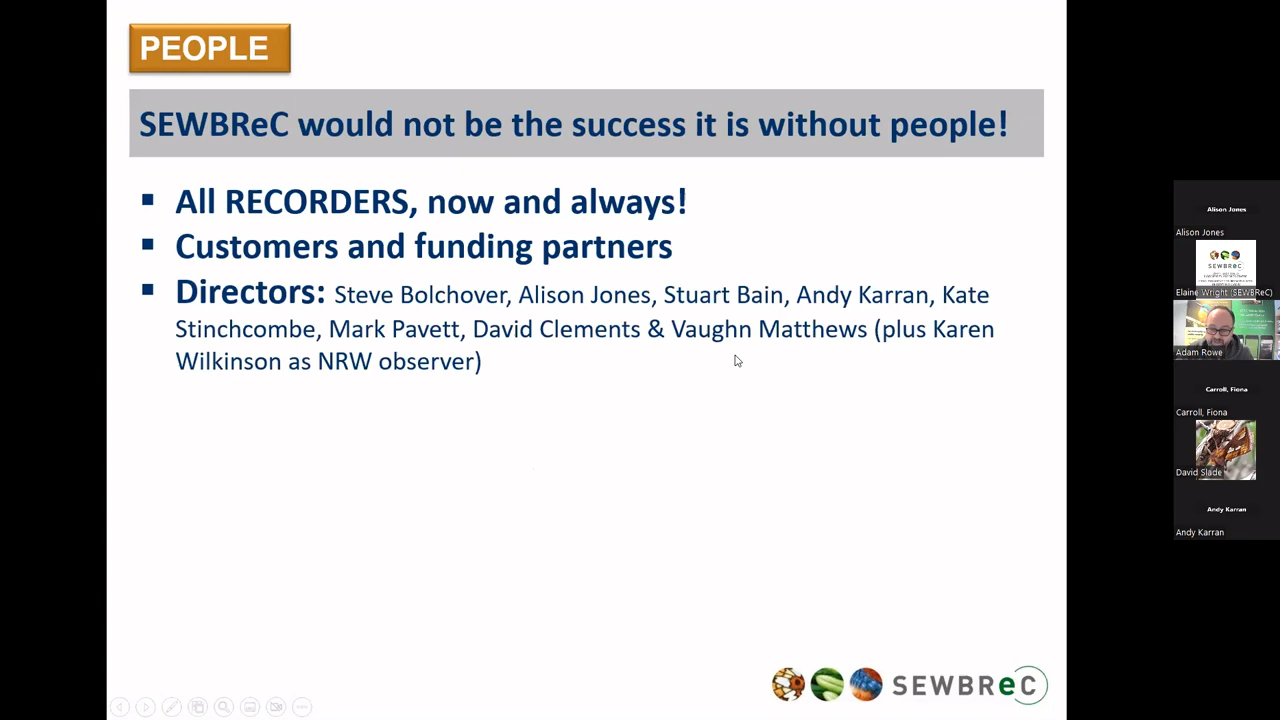 PEOPLE
SEWBReC would not be the success it is without people!
▪ All RECORDERS, now and always!
▪ Customers and funding partners
▪ Directors: Steve Bolchover, Alison Jones, Stuart Bain, Andy Karran, Kate
Stinchcombe, Mark Pavett, David Clements & Vaughn Matthews (plus Karen
Wilkinson as NRW observer)
SEWBReC
Alison Jones
Alison Jones
SEWBReC
Elaine Wright (SEWBReC)
Adam Rowe
Carroll, Fiona
Carroll, Fiona
David Slade
Andy Karran
Andy Karran